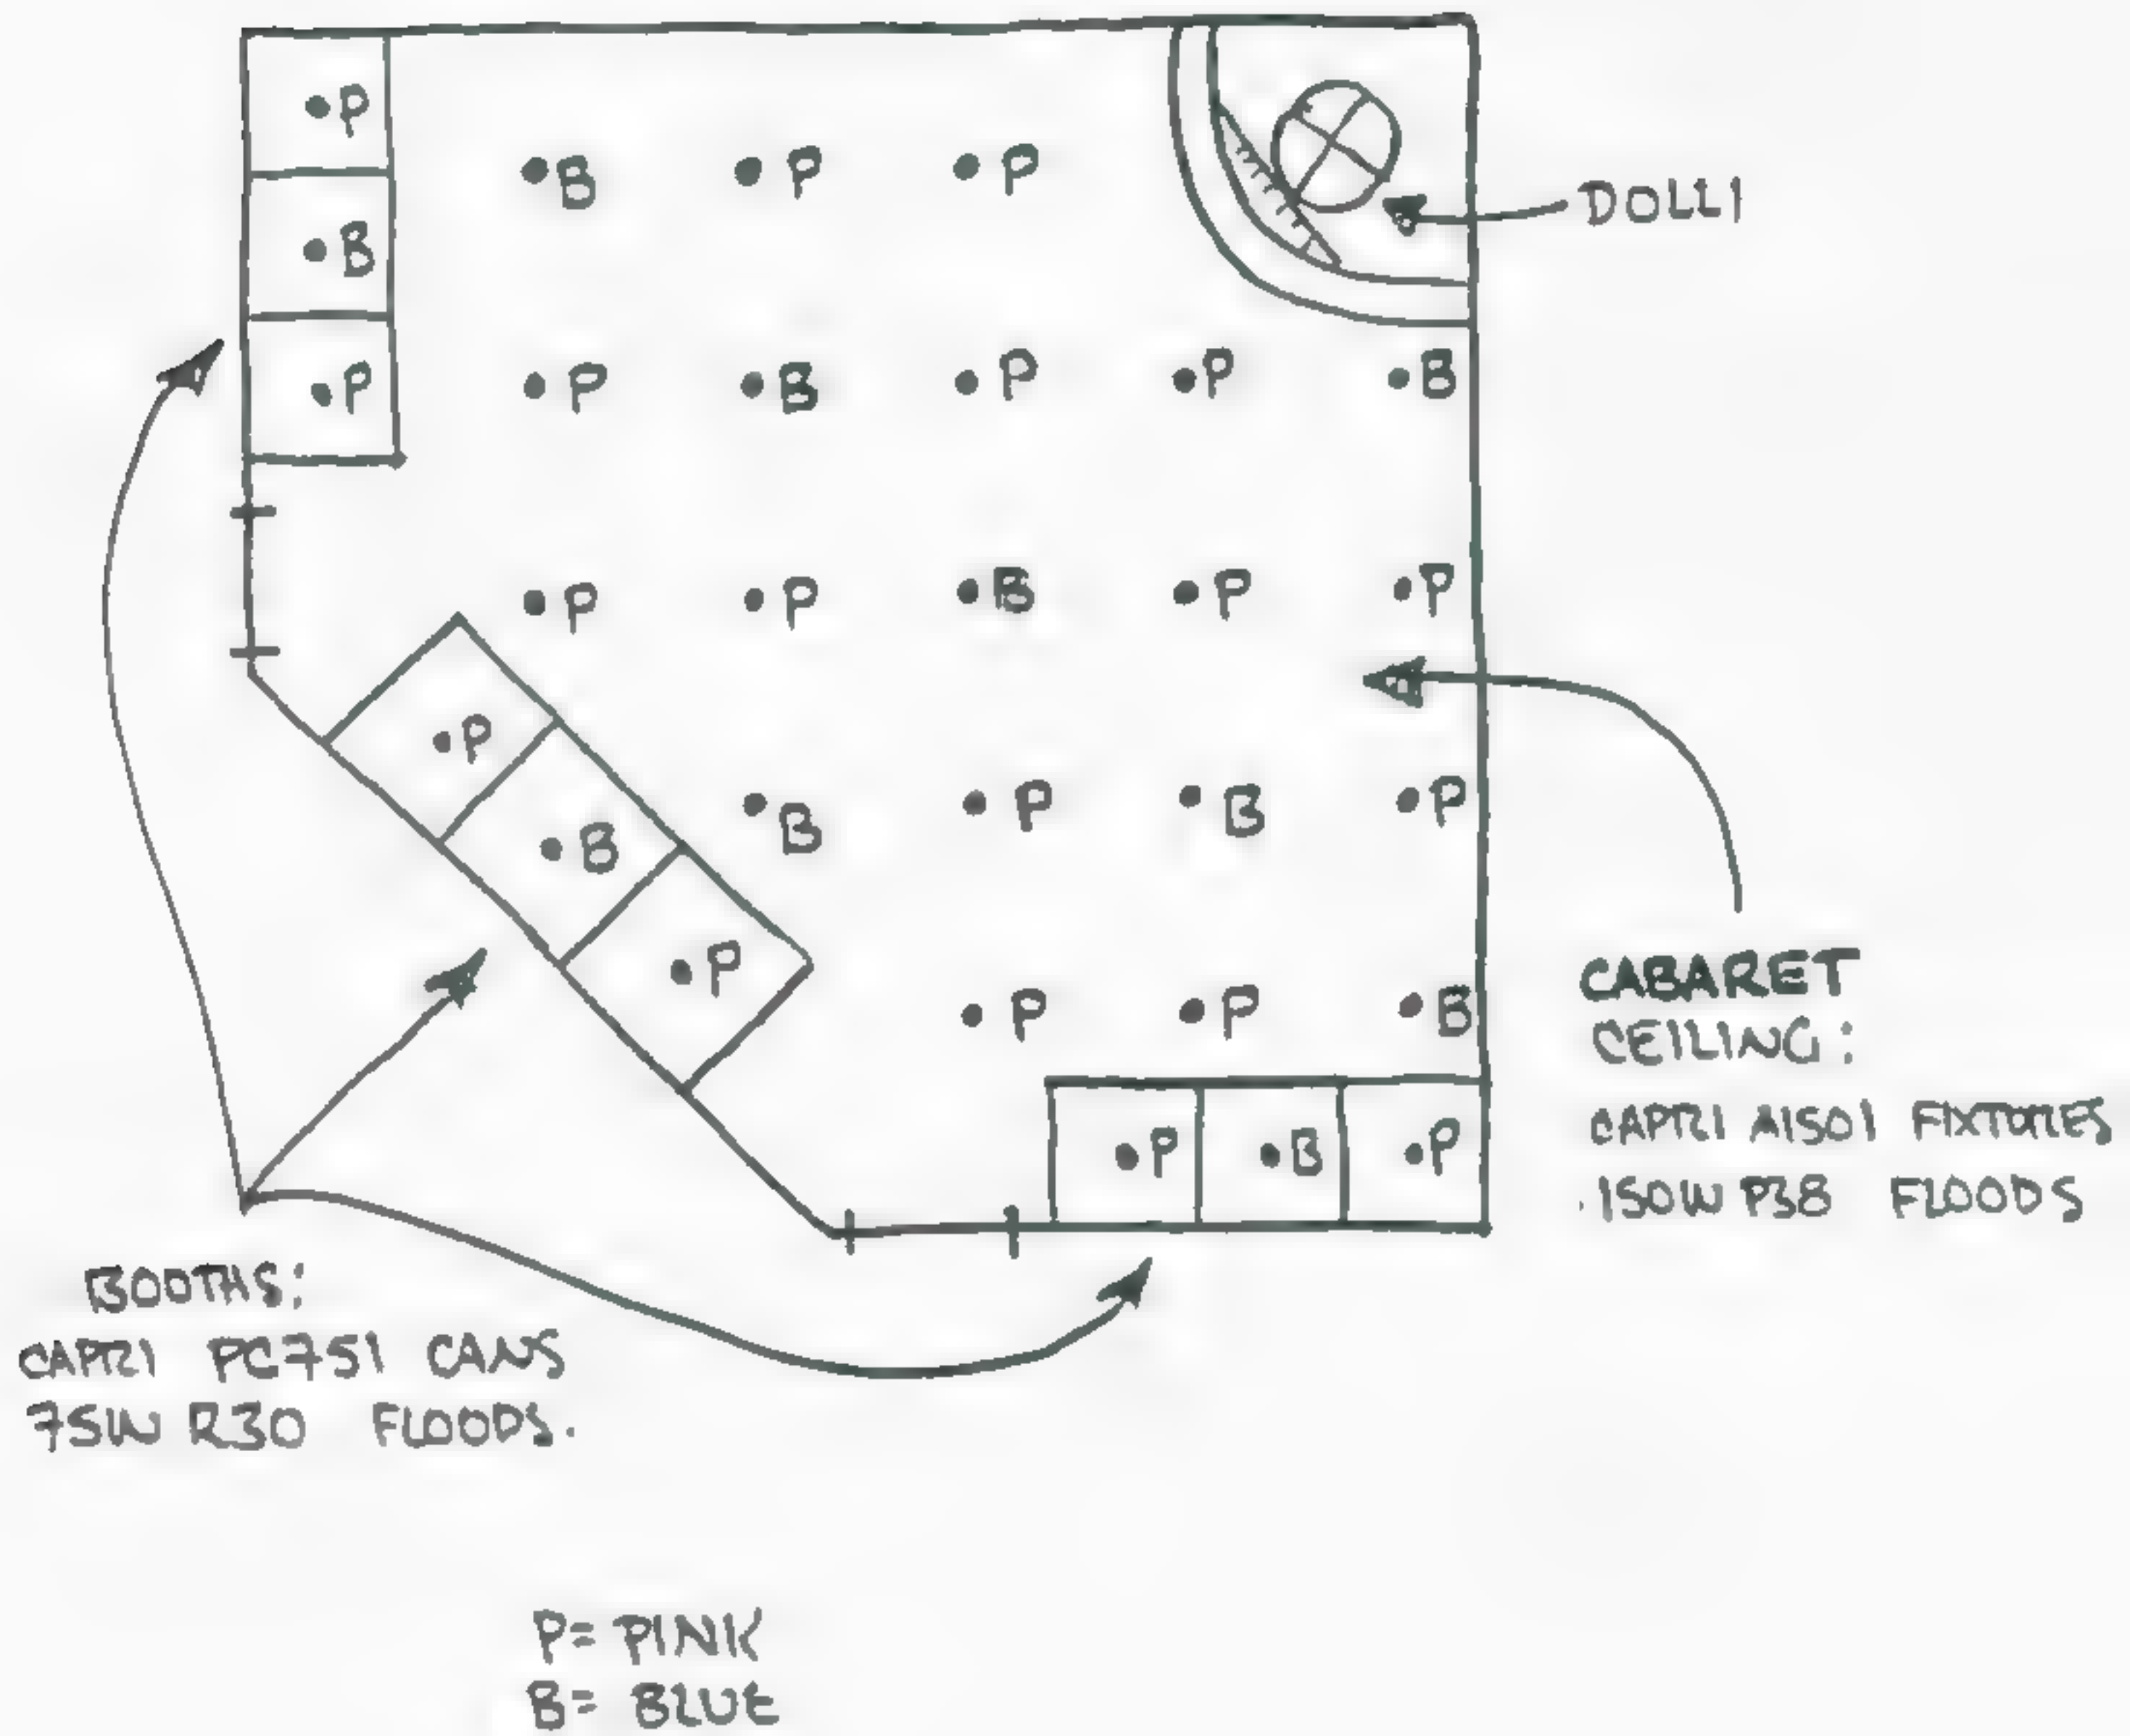 P
B P P
DOLLI
B
P P B P P B
P P B P P
P
B B P B P
P
P P B
P B P
CABARET
CEILING:
CAPRI A1501 FIXTURES
150W P38 FLOODS
BOOTHS:
CAPRI PC751 CANS
75W R30 FLOODS.
P= PINK
B= BLUE